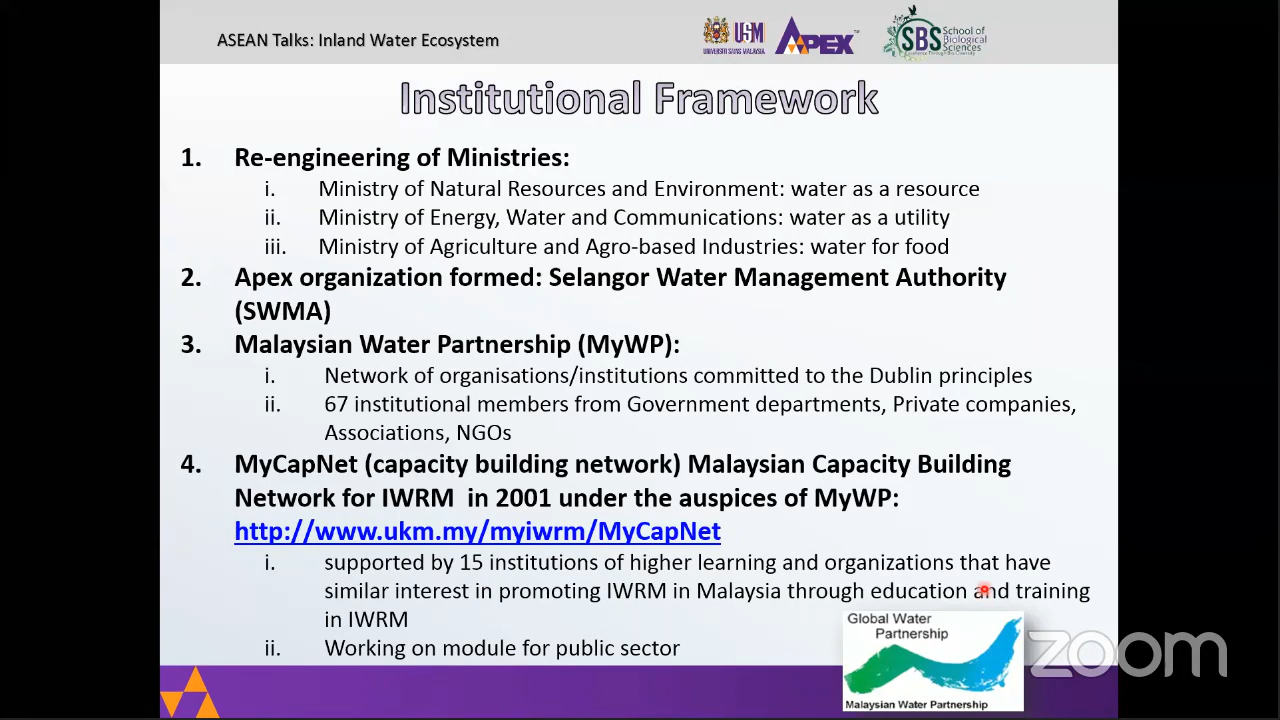 ASEAN Talks: Inland Water Ecosystem
USM
UNIVERSITI SAINS MALAYSIA
APEX
TM
SBS School of Biological Sciences
Institutional Framework
1. Re-engineering of Ministries:
i. Ministry of Natural Resources and Environment: water as a resource
ii. Ministry of Energy, Water and Communications: water as a utility
iii. Ministry of Agriculture and Agro-based Industries: water for food
2. Apex organization formed: Selangor Water Management Authority
(SWMA)
3. Malaysian Water Partnership (MyWP):
i. Network of organisations/institutions committed to the Dublin principles
ii. 67 institutional members from Government departments, Private companies,
Associations, NGOs
4. MyCapNet (capacity building network) Malaysian Capacity Building
Network for IWRM in 2001 under the auspices of MyWP:
http://www.ukm.my/myiwrm/MyCapNet
i. supported by 15 institutions of higher learning and organizations that have
similar interest in promoting IWRM in Malaysia through education and training
in IWRM
ii. Working on module for public sector
Global Water
Partnership
Malaysian Water Partnership
zoom